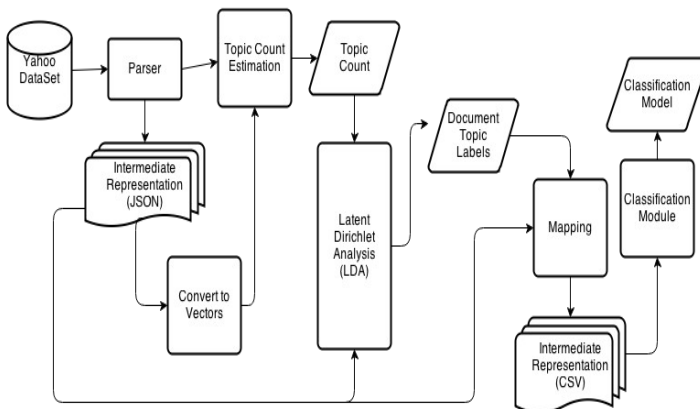 Yahoo
DataSet
Parser
Topic Count
Estimation
Topic
Count
Intermediate
Representation
(JSON)
Convert to
Vectors
Latent
Dirichlet
Analysis
(LDA)
Document
Topic
Labels
Mapping
Intermediate
Representation
(CSV)
Classification
Module
Classification
Model